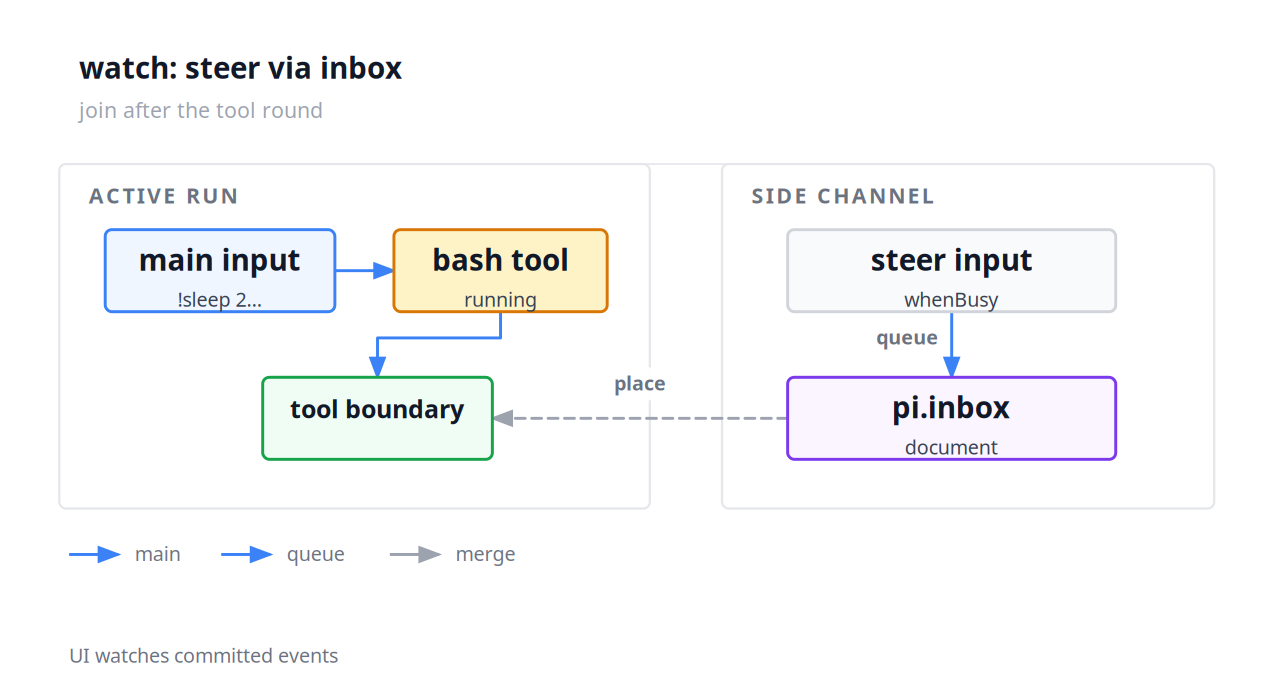 watch: steer via inbox
join after the tool round
ACTIVE RUN
SIDE CHANNEL
main input
!sleep 2...
bash tool
running
steer input
whenBusy
queue
place
tool boundary
pi.inbox
document
main
queue
merge
UI watches committed events